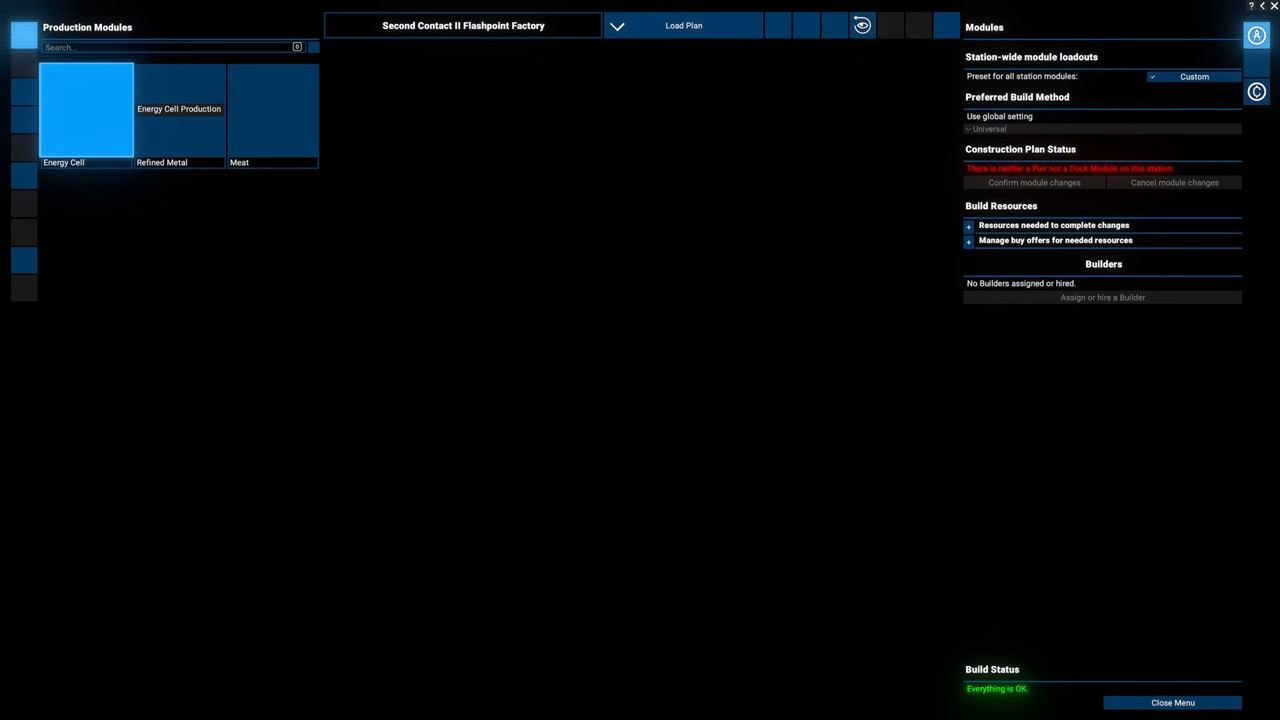 ? < ×
Production Modules
Search...
0
Energy Cell Production
Energy Cell
Refined Metal
Meat
Second Contact II Flashpoint Factory
Load Plan
Modules
Station-wide module loadouts
Preset for all station modules:
Custom
Preferred Build Method
Use global setting
Universal
Construction Plan Status
There is neither a Pier nor a Dock Module on this station.
Confirm module changes
Cancel module changes
Build Resources
+ Resources needed to complete changes
+ Manage buy offers for needed resources
Builders
No Builders assigned or hired.
Assign or hire a Builder
Build Status
Everything is OK.
Close Menu